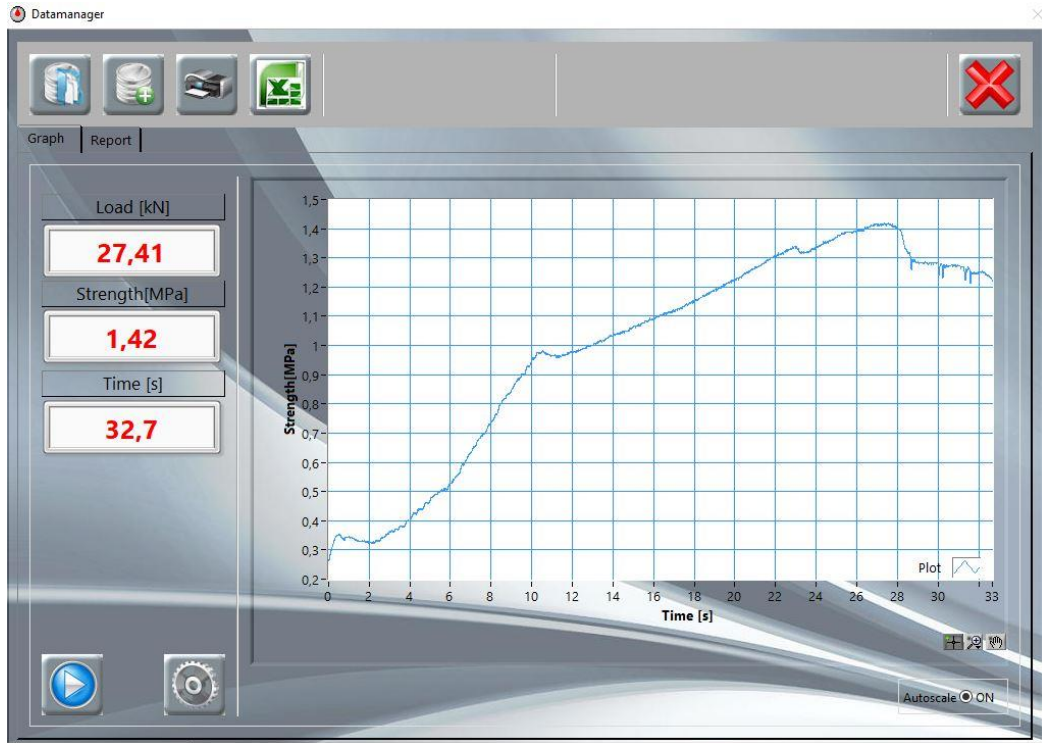 Datamanager
Graph
Report
Load [kN]
27,41
Strength[MPa]
1,42
Time [s]
32,7
Strength[MPa]
1,5
1,4
1,3
1,2
1,1
1
0,9
0,8
0,7
0,6
0,5
0,4
0,3
0,2
0 2 4 6 8 10 12 14 16 18 20 22 24 26 28 30 33
Time [s]
Plot
Autoscale ON